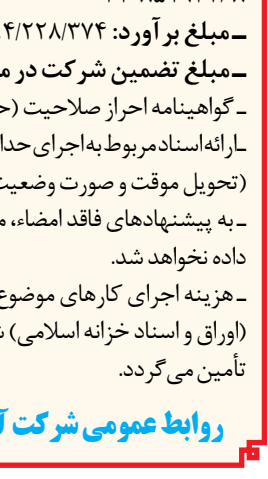 ـ مبلغ برآورد: ۴/۲۲۸/۳۷۴
ـ مبلغ تضمین شرکت در
ـ گواهینامه احراز صلاحیت
ـ ارائه اسناد مربوط به اجرای
(تحویل موقت و صورت وضعیت
ـ به پیشنهادهای فاقد امضاء،
داده نخواهد شد.
ـ هزینه اجرای کارهای موضوع
(اوراق و اسناد خزانه اسلامی)
تأمین می‌گردد.
روابط عمومی شرکت